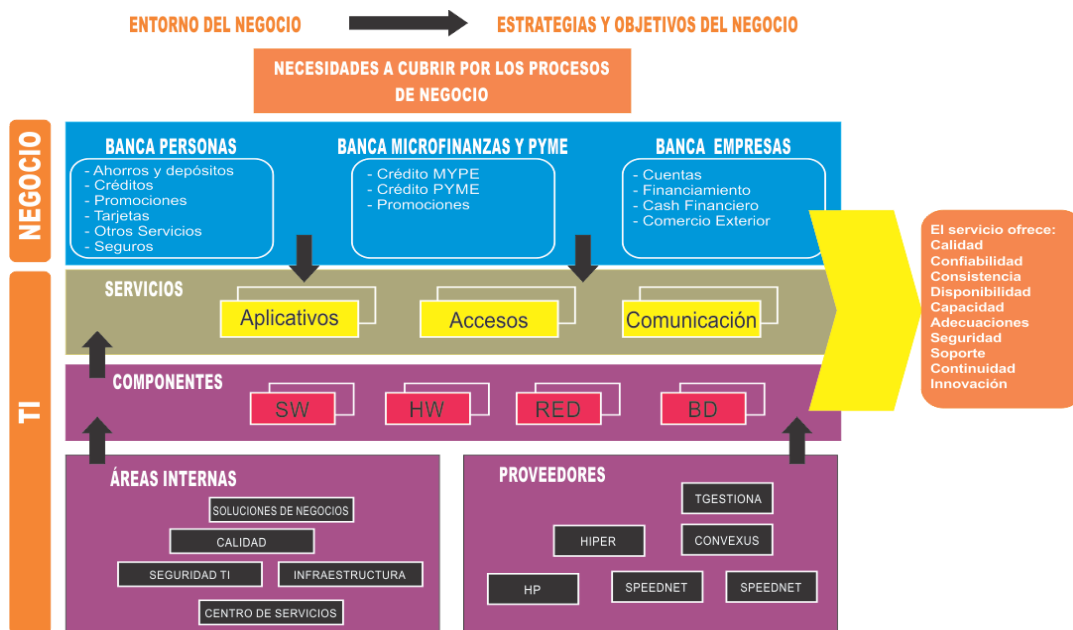 ENTORNO DEL NEGOCIO
ESTRATEGIAS Y OBJETIVOS DEL NEGOCIO
NECESIDADES A CUBRIR POR LOS PROCESOS
DE NEGOCIO
NEGOCIO
BANCA PERSONAS
- Ahorros y depósitos
- Créditos
- Promociones
- Tarjetas
- Otros Servicios
- Seguros
BANCA MICROFINANZAS Y PYME
- Crédito MYPE
- Crédito PYME
- Promociones
BANCA EMPRESAS
- Cuentas
- Financiamiento
- Cash Financiero
- Comercio Exterior
TI
SERVICIOS
Aplicativos
Accesos
Comunicación
COMPONENTES
SW
HW
RED
BD
ÁREAS INTERNAS
SOLUCIONES DE NEGOCIOS
CALIDAD
SEGURIDAD TI
INFRAESTRUCTURA
CENTRO DE SERVICIOS
PROVEEDORES
TGESTIONA
HIPER
CONVEXUS
HP
SPEEDNET
SPEEDNET
El servicio ofrece:
Calidad
Confiabilidad
Consistencia
Disponibilidad
Capacidad
Adecuaciones
Seguridad
Soporte
Continuidad
Innovación